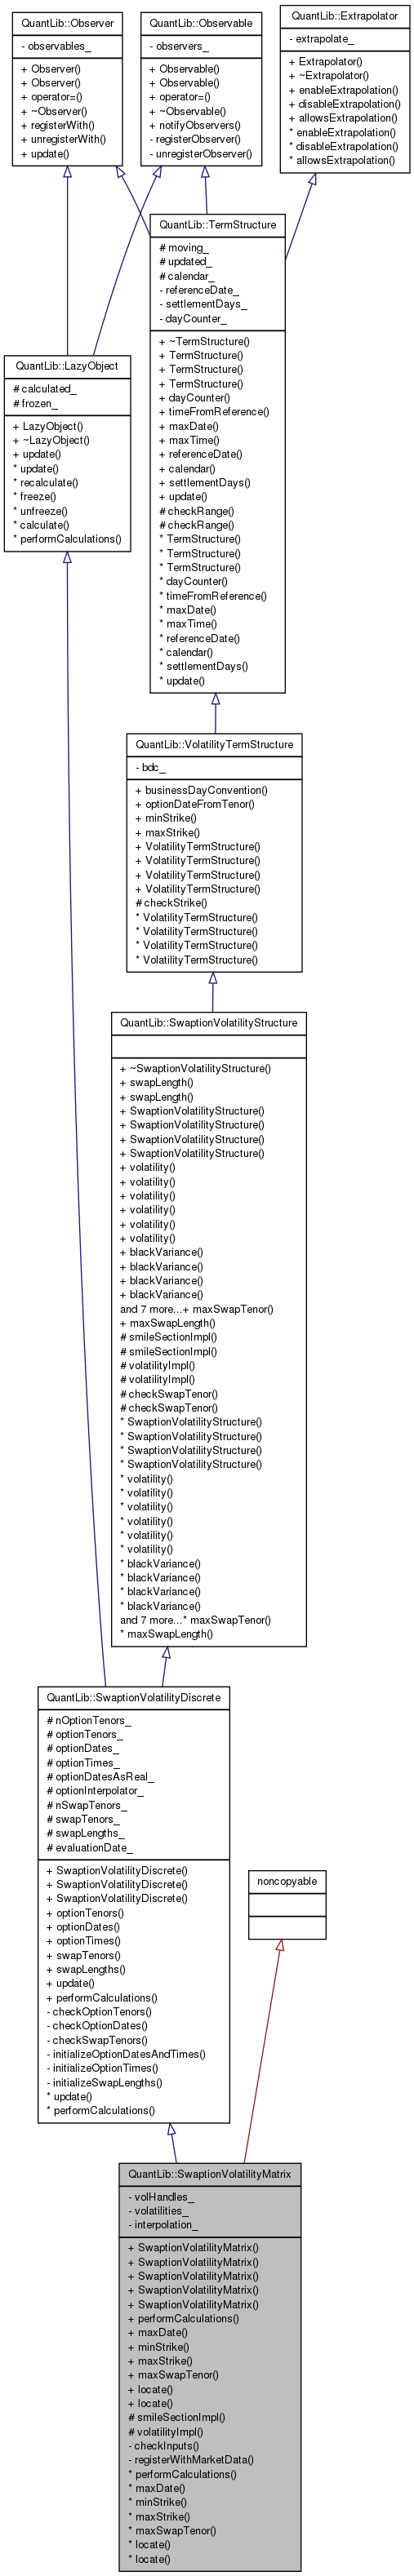 QuantLib::Observer
- observables_
+ Observer()
+ Observer()
+ operator=()
+ ~Observer()
+ registerWith()
+ unregisterWith()
+ update()
QuantLib::Observable
- observers_
+ Observable()
+ Observable()
+ operator=()
+ ~Observable()
+ notifyObservers()
- registerObserver()
- unregisterObserver()
QuantLib::Extrapolator
- extrapolate_
+ Extrapolator()
+ ~Extrapolator()
+ enableExtrapolation()
+ disableExtrapolation()
+ allowsExtrapolation()
* enableExtrapolation()
* disableExtrapolation()
* allowsExtrapolation()
QuantLib::TermStructure
# moving_
# updated_
# calendar_
- referenceDate_
- settlementDays_
- dayCounter_
+ ~TermStructure()
+ TermStructure()
+ TermStructure()
+ TermStructure()
+ dayCounter()
+ timeFromReference()
+ maxDate()
+ maxTime()
+ referenceDate()
+ calendar()
+ settlementDays()
+ update()
# checkRange()
# checkRange()
* TermStructure()
* TermStructure()
* TermStructure()
* dayCounter()
* timeFromReference()
* maxDate()
* maxTime()
* referenceDate()
* calendar()
* settlementDays()
* update()
QuantLib::LazyObject
# calculated_
# frozen_
+ LazyObject()
+ ~LazyObject()
+ update()
* update()
* recalculate()
* freeze()
* unfreeze()
* calculate()
* performCalculations()
QuantLib::VolatilityTermStructure
- bdc_
+ businessDayConvention()
+ optionDateFromTenor()
+ minStrike()
+ maxStrike()
+ VolatilityTermStructure()
+ VolatilityTermStructure()
+ VolatilityTermStructure()
+ VolatilityTermStructure()
# checkStrike()
* VolatilityTermStructure()
* VolatilityTermStructure()
* VolatilityTermStructure()
* VolatilityTermStructure()
QuantLib::SwaptionVolatilityStructure
+ ~SwaptionVolatilityStructure()
+ swapLength()
+ swapLength()
+ SwaptionVolatilityStructure()
+ SwaptionVolatilityStructure()
+ SwaptionVolatilityStructure()
+ SwaptionVolatilityStructure()
+ volatility()
+ volatility()
+ volatility()
+ volatility()
+ volatility()
+ volatility()
+ blackVariance()
+ blackVariance()
+ blackVariance()
+ blackVariance()
and 7 more...+ maxSwapTenor()
+ maxSwapLength()
# smileSectionImpl()
# smileSectionImpl()
# volatilityImpl()
# volatilityImpl()
# checkSwapTenor()
# checkSwapTenor()
* SwaptionVolatilityStructure()
* SwaptionVolatilityStructure()
* SwaptionVolatilityStructure()
* SwaptionVolatilityStructure()
* volatility()
* volatility()
* volatility()
* volatility()
* volatility()
* volatility()
* blackVariance()
* blackVariance()
* blackVariance()
* blackVariance()
and 7 more...* maxSwapTenor()
* maxSwapLength()
QuantLib::SwaptionVolatilityDiscrete
# nOptionTenors_
# optionTenors_
# optionDates_
# optionTimes_
# optionDatesAsReal_
# optionInterpolator_
# nSwapTenors_
# swapTenors_
# swapLengths_
# evaluationDate_
+ SwaptionVolatilityDiscrete()
+ SwaptionVolatilityDiscrete()
+ SwaptionVolatilityDiscrete()
+ optionTenors()
+ optionDates()
+ optionTimes()
+ swapTenors()
+ swapLengths()
+ update()
+ performCalculations()
- checkOptionTenors()
- checkOptionDates()
- checkSwapTenors()
- initializeOptionDatesAndTimes()
- initializeOptionTimes()
- initializeSwapLengths()
* update()
* performCalculations()
noncopyable
QuantLib::SwaptionVolatilityMatrix
- volHandles_
- volatilities_
- interpolation_
+ SwaptionVolatilityMatrix()
+ SwaptionVolatilityMatrix()
+ SwaptionVolatilityMatrix()
+ SwaptionVolatilityMatrix()
+ SwaptionVolatilityMatrix()
+ performCalculations()
+ maxDate()
+ minStrike()
+ maxStrike()
+ maxSwapTenor()
+ locate()
+ locate()
# smileSectionImpl()
# volatilityImpl()
- checkInputs()
- registerWithMarketData()
* performCalculations()
* maxDate()
* minStrike()
* maxStrike()
* maxSwapTenor()
* locate()
* locate()